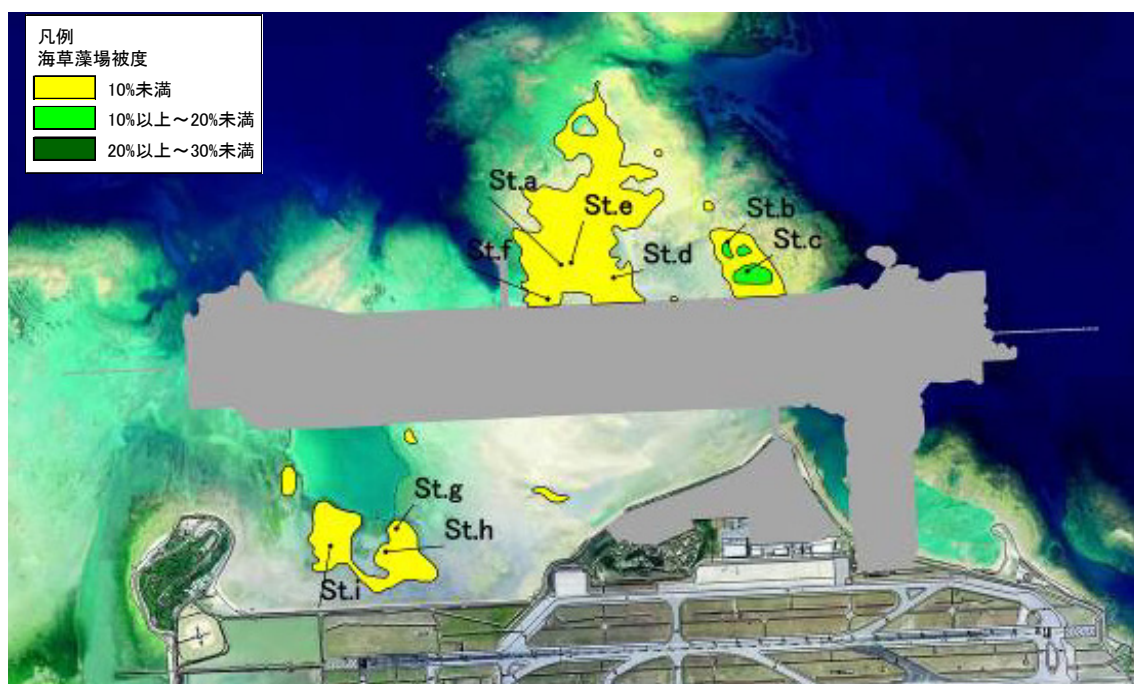 凡例
海草藻場被度
10%未満
10%以上～20%未満
20%以上～30%未満
St.a
St.e
St.b
St.c
St.f
St.d
St.g
St.h
St.i